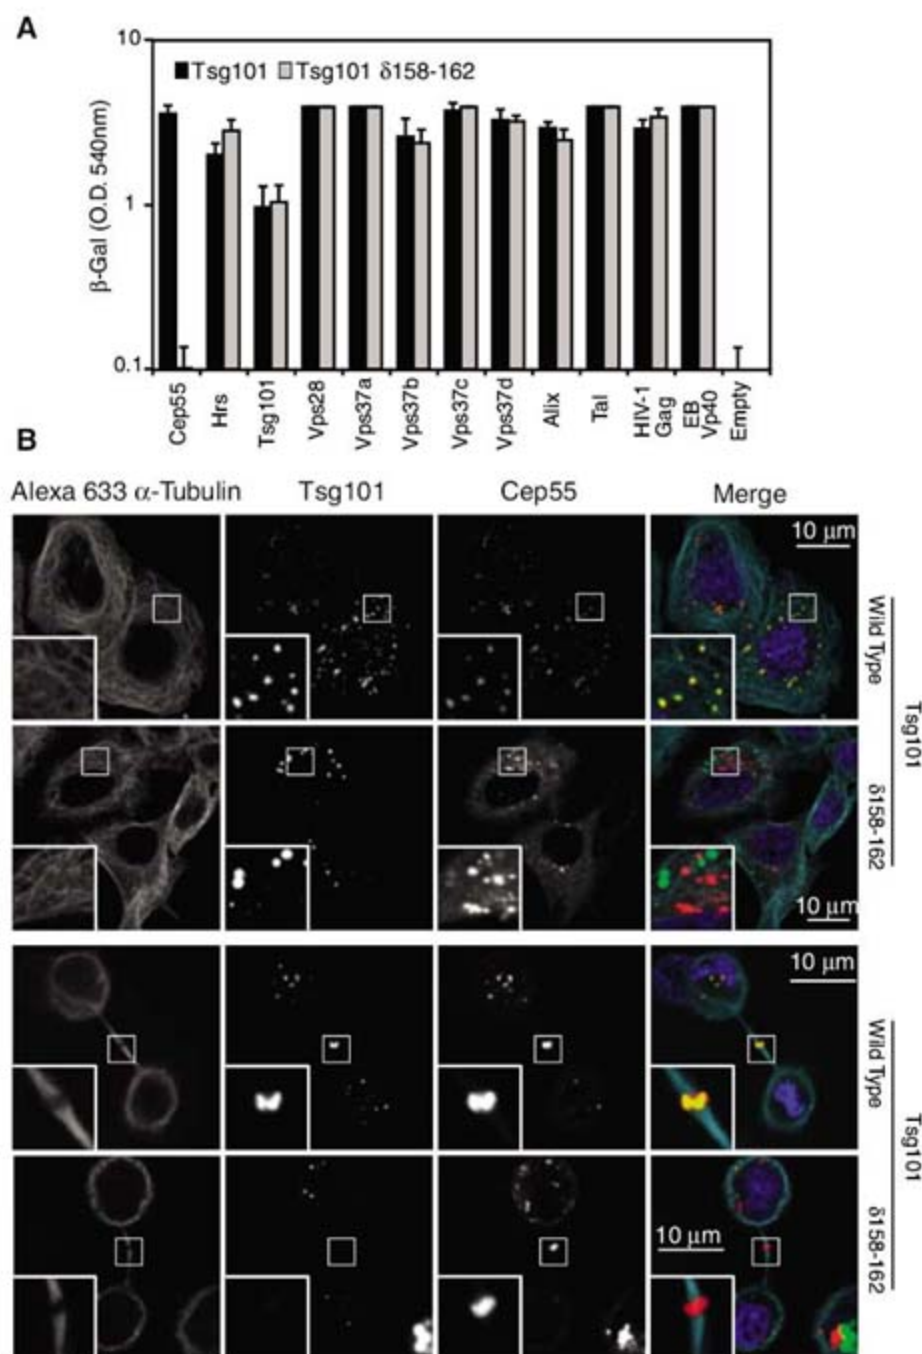 A
10
Tsg101 Tsg101 δ158-162
β-Gal (O.D. 540nm)
1
0.1
Cep55
Hrs
Tsg101
Vps28
Vps37a
Vps37b
Vps37c
Vps37d
Alix
Tal
HIV-1
Gag
EB
Vp40
Empty
B
Alexa 633 α-Tubulin Tsg101 Cep55 Merge
10 μm
Wild Type
Tsg101
δ158-162
10 μm
10 μm
Wild Type
Tsg101
δ158-162
10 μm